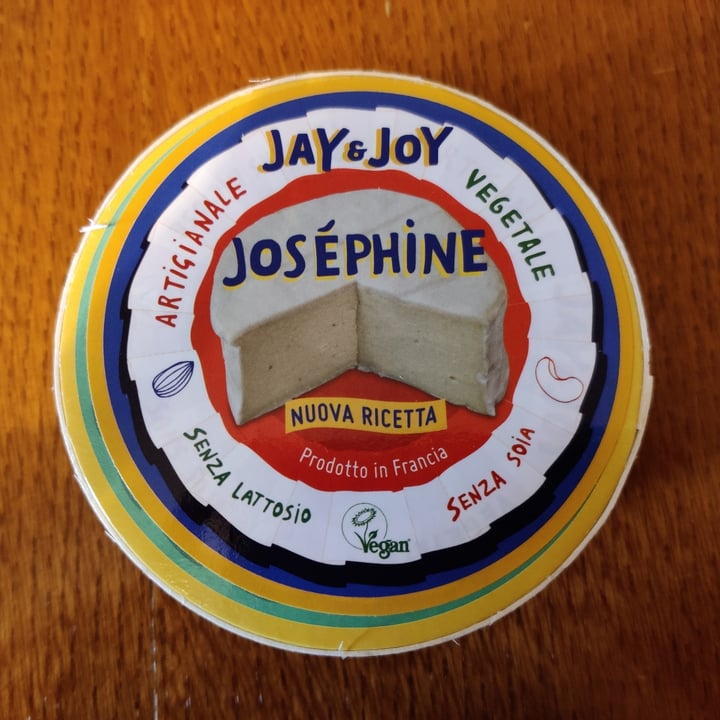 JAY & JOY
ARTIGIANALE
VEGETALE
JOSÉPHINE
NUOVA RICETTA
Prodotto in Francia
SENZA LATTOSIO
SENZA SOIA
Vegan